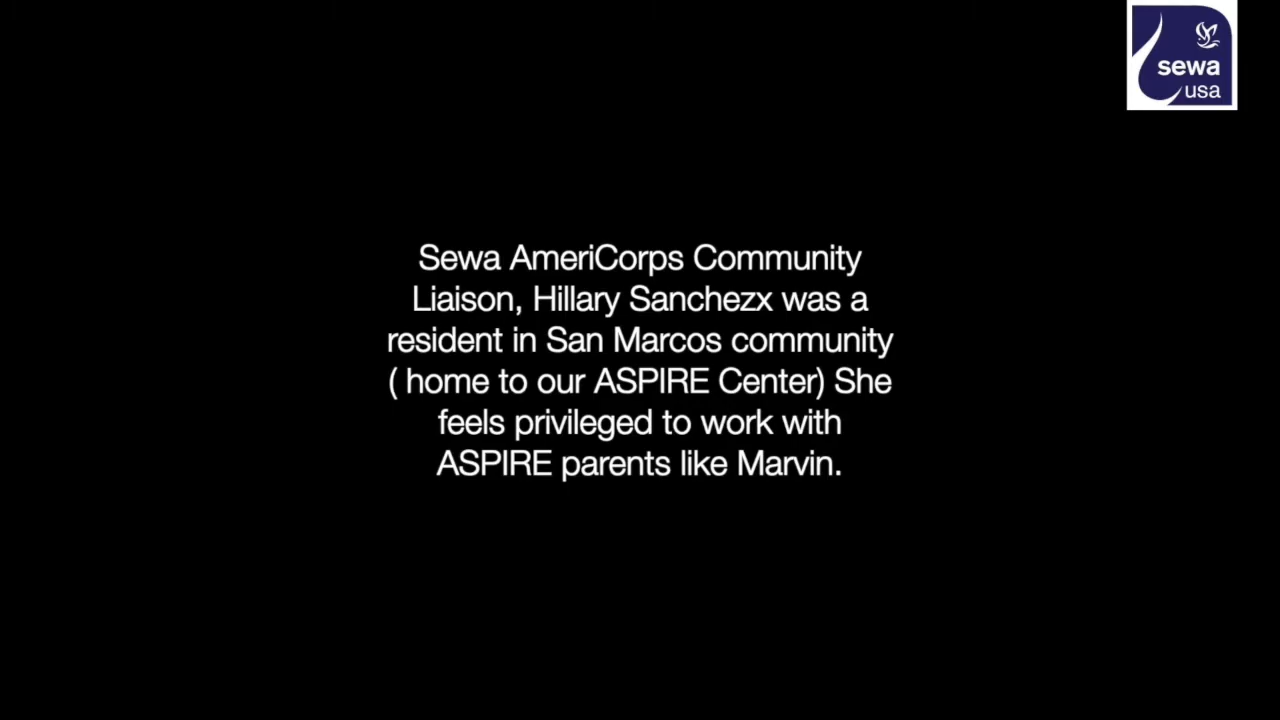 sewa
usa
Sewa AmeriCorps Community
Liaison, Hillary Sanchezx was a
resident in San Marcos community
( home to our ASPIRE Center) She
feels privileged to work with
ASPIRE parents like Marvin.